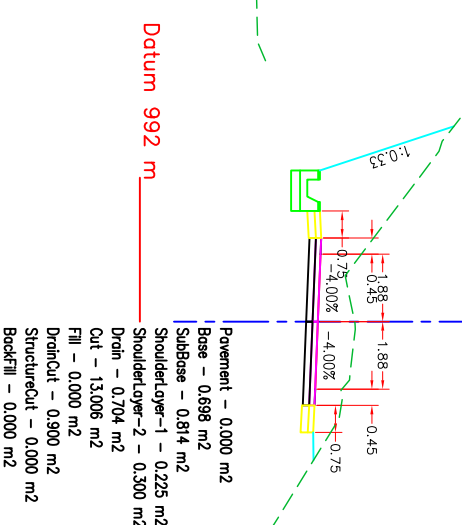 Datum 992 m
1:0.33
0.75
0.45
1.88
-4.00%
-4.00%
1.88
0.45
0.75
Pavement - 0.000 m2
Base - 0.698 m2
SubBase - 0.814 m2
ShoulderLayer-1 - 0.225 m2
ShoulderLayer-2 - 0.300 m2
Drain - 0.704 m2
Cut - 13.006 m2
Fill - 0.000 m2
DrainCut - 0.900 m2
StructureCut - 0.000 m2
BackFill - 0.000 m2